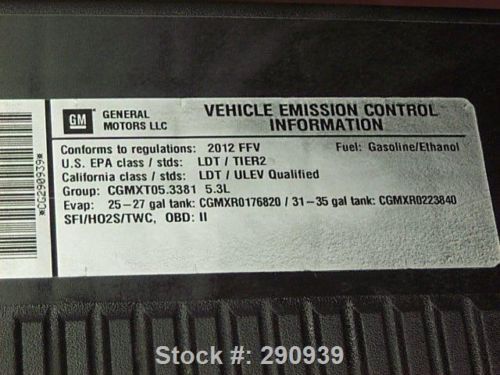 *CG290939*
GM GENERAL MOTORS LLC
VEHICLE EMISSION CONTROL
INFORMATION
Conforms to regulations: 2012 FFV Fuel: Gasoline/Ethanol
U.S. EPA class / stds: LDT / TIER2
California class / stds: LDT / ULEV Qualified
Group: CGMXT05.3381 5.3L
Evap: 25-27 gal tank: CGMXR0176820 / 31-35 gal tank: CGMXR0223840
SFI/HO2S/TWC, OBD: II
Stock #: 290939